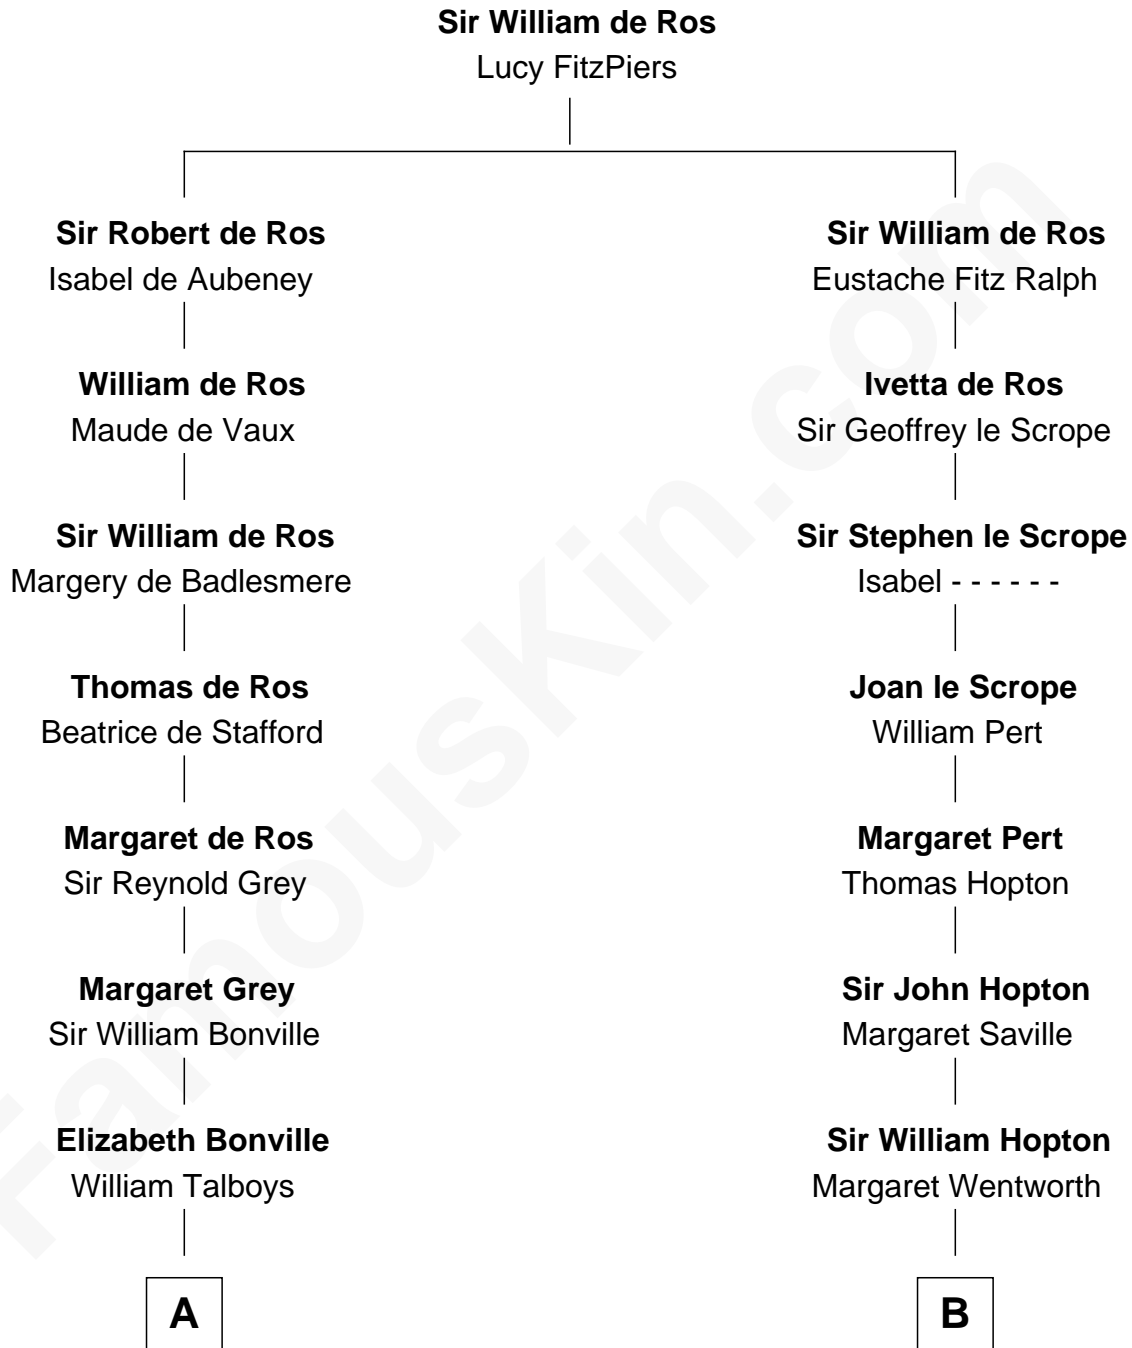 Sir William de Ros
Lucy FitzPiers
Sir Robert de Ros
Isabel de Aubeney
Sir William de Ros
Eustache Fitz Ralph
William de Ros
Maude de Vaux
Ivetta de Ros
Sir Geoffrey le Scrope
Sir William de Ros
Margery de Badlesmere
Sir Stephen le Scrope
Isabel - - - - - -
Thomas de Ros
Beatrice de Stafford
Joan le Scrope
William Pert
Margaret de Ros
Sir Reynold Grey
Margaret Pert
Thomas Hopton
Margaret Grey
Sir William Bonville
Sir John Hopton
Margaret Saville
Elizabeth Bonville
William Talboys
Sir William Hopton
Margaret Wentworth
A
B
FamousKin.com